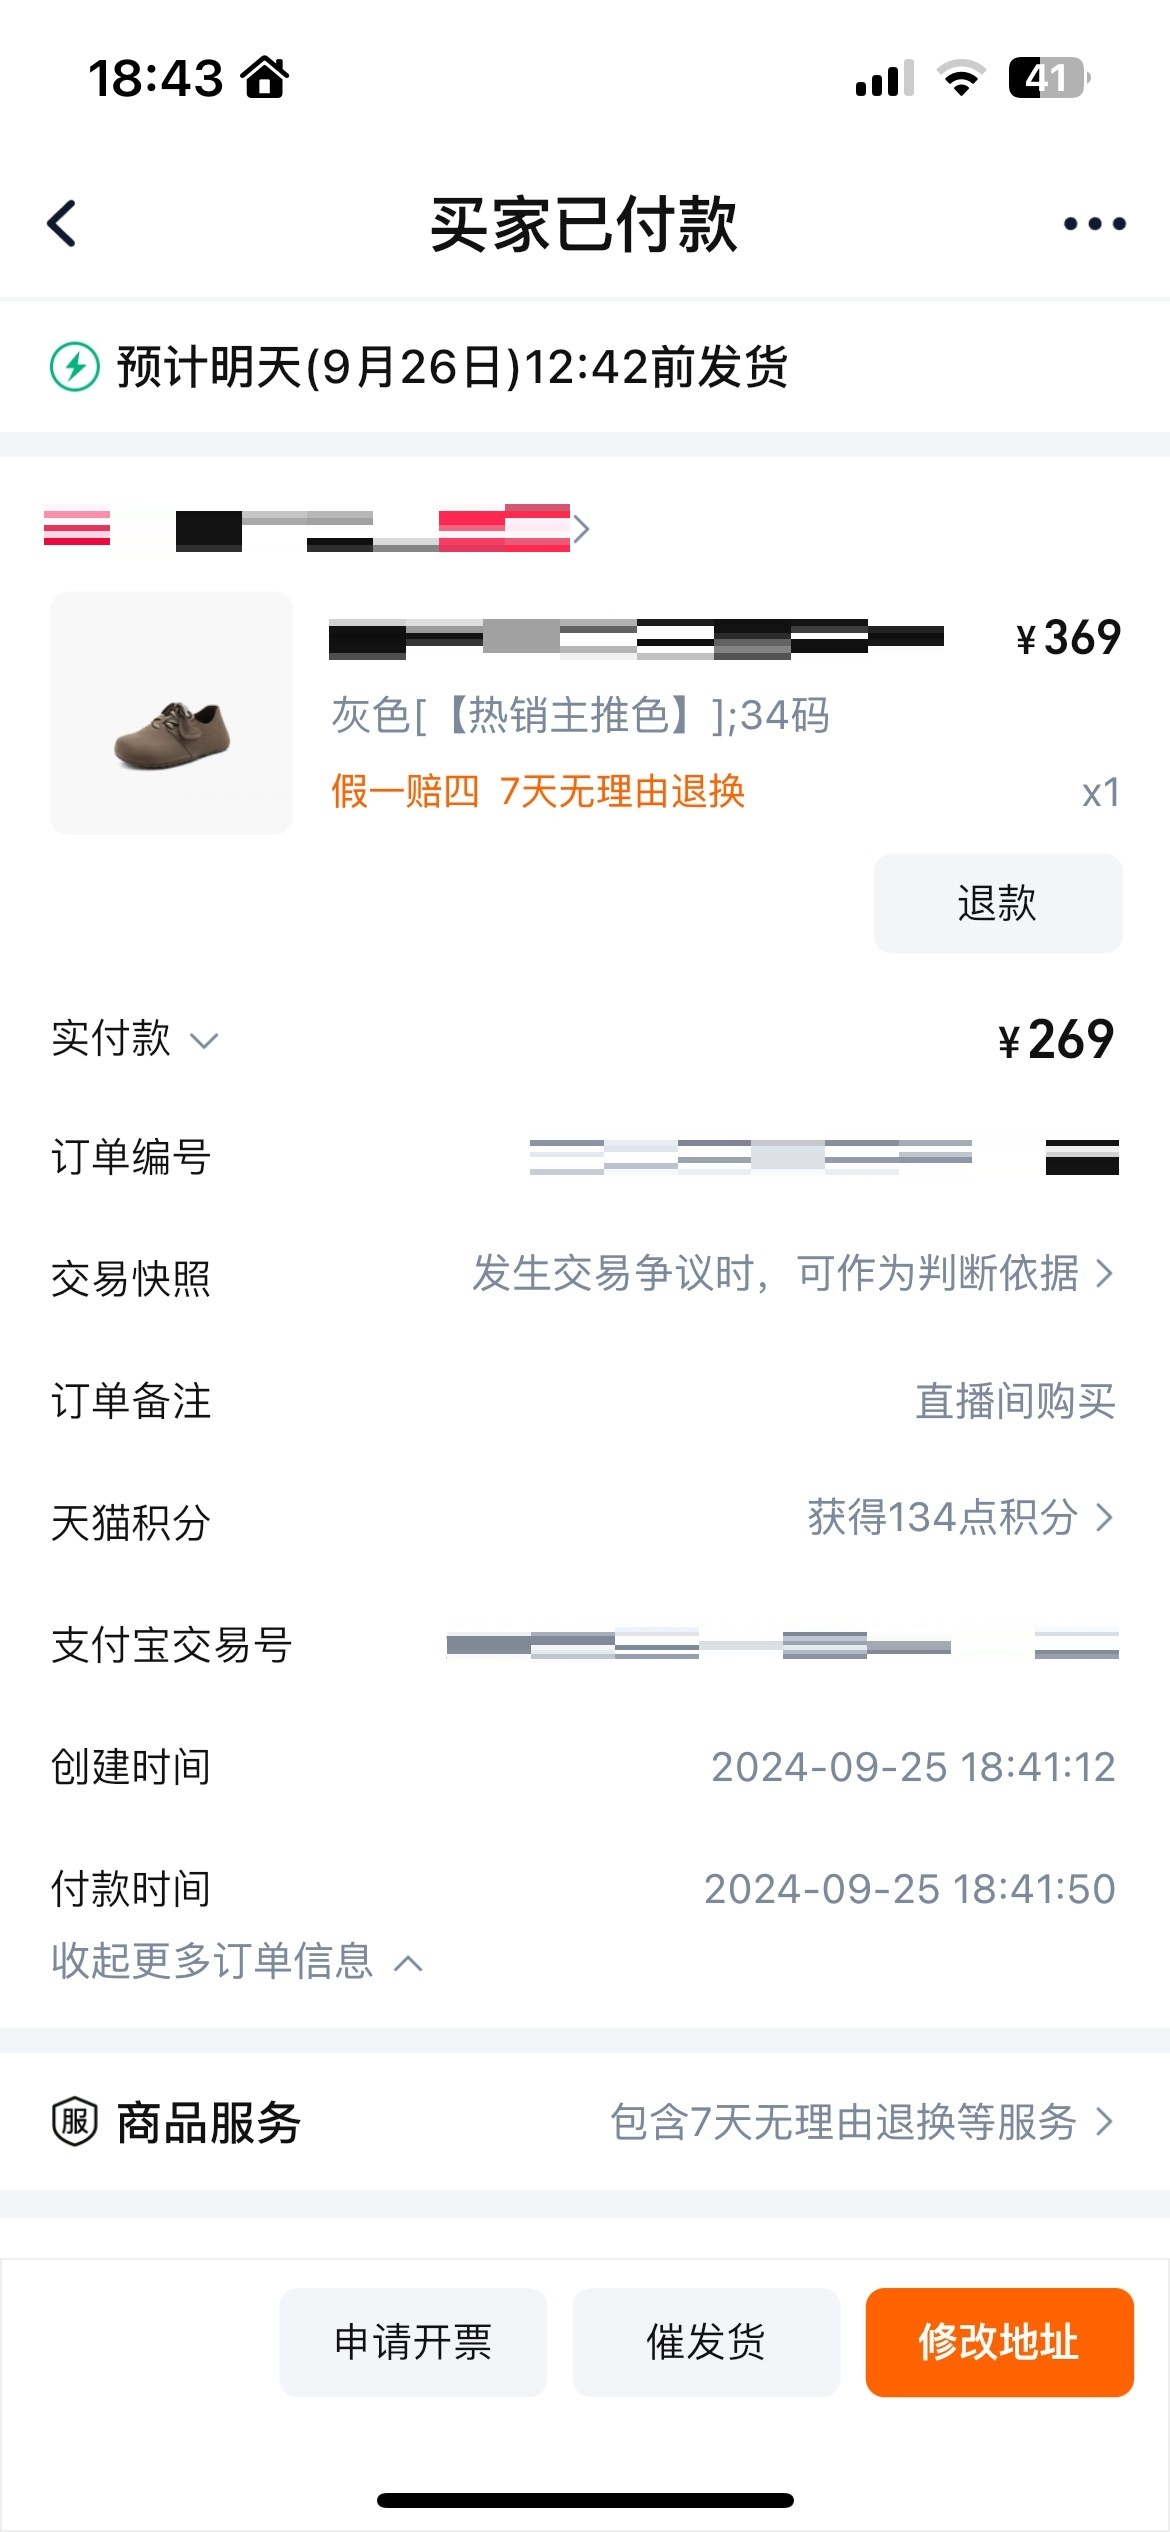 18:43
41
买家已付款
预计明天(9月26日)12:42前发货
¥369
灰色[【热销主推色】];34码
假一赔四 7天无理由退换
x1
退款
实付款 ¥269
订单编号
交易快照 发生交易争议时，可作为判断依据
订单备注 直播间购买
天猫积分 获得134点积分
支付宝交易号
创建时间 2024-09-25 18:41:12
付款时间 2024-09-25 18:41:50
收起更多订单信息
服 商品服务 包含7天无理由退换等服务
申请开票 催发货 修改地址